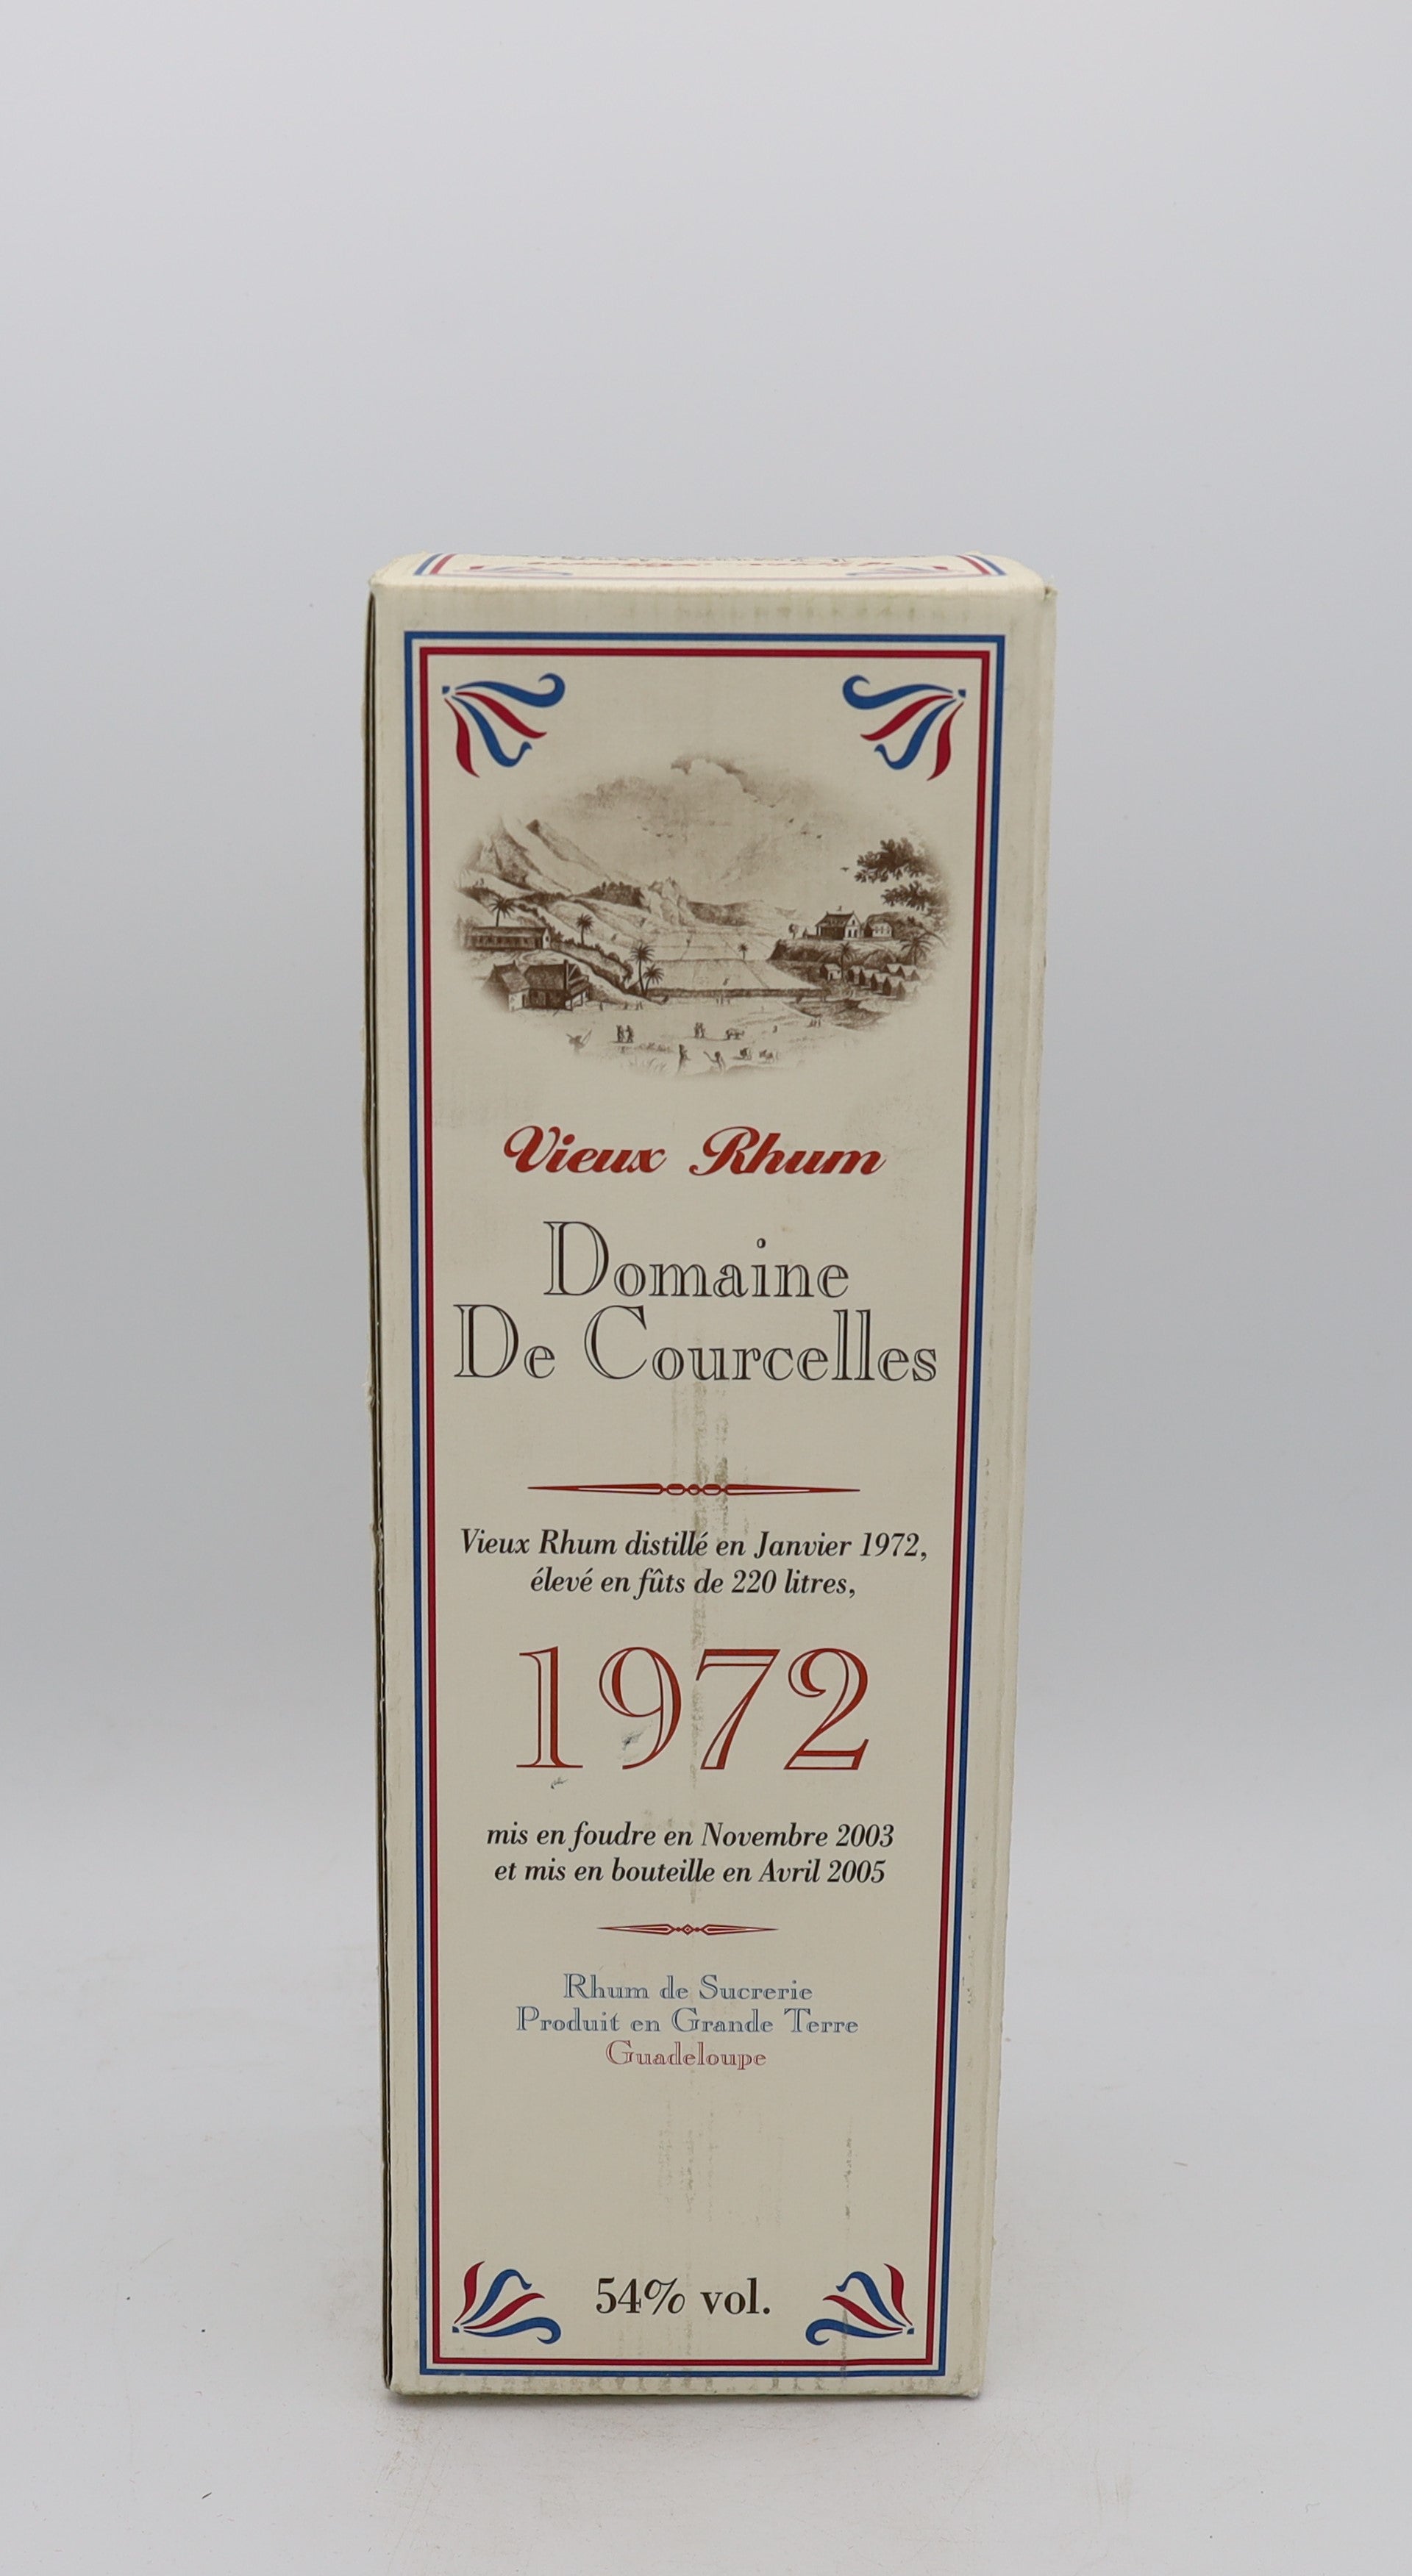 Vieux Rhum
Domaine
De Courcelles
Vieux Rhum distillé en Janvier 1972,
élevé en fûts de 220 litres,
1972
mis en foudre en Novembre 2003
et mis en bouteille en Avril 2005
Rhum de Sucrerie
Produit en Grande Terre
Guadeloupe
54% vol.